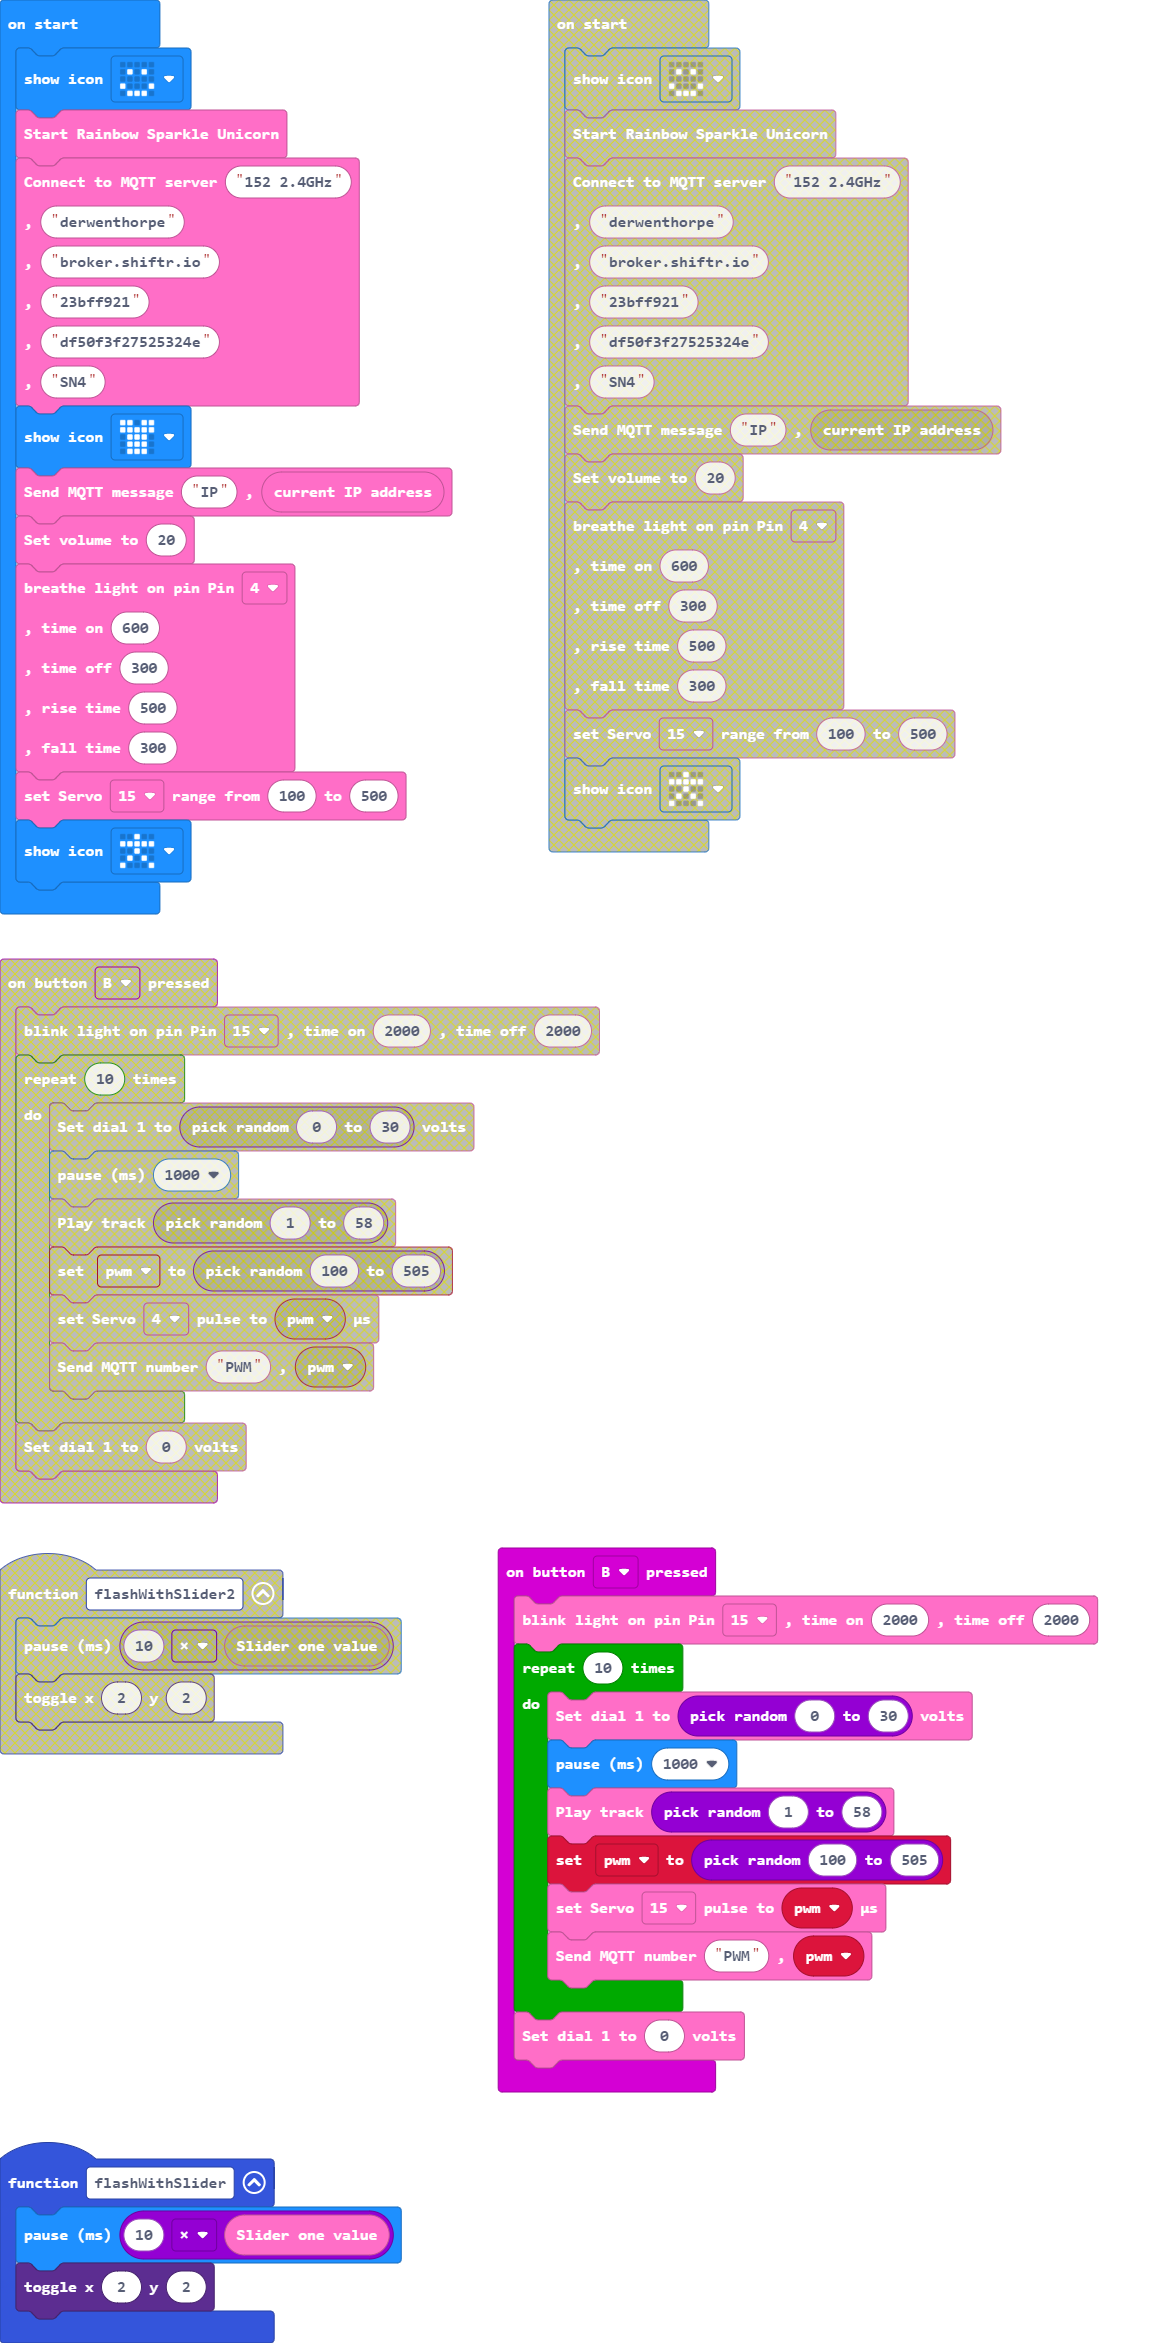 on start
show icon
Start Rainbow Sparkle Unicorn
Connect to MQTT server "152 2.4GHz"
, "derwenthorpe"
, "broker.shiftr.io"
, "23bff921"
, "df50f3f27525324e"
, "SN4"
show icon
Send MQTT message "IP" , current IP address
Set volume to 20
breathe light on pin Pin 4
, time on 600
, time off 300
, rise time 500
, fall time 300
set Servo 15 range from 100 to 500
show icon
on start
show icon
Start Rainbow Sparkle Unicorn
Connect to MQTT server "152 2.4GHz"
, "derwenthorpe"
, "broker.shiftr.io"
, "23bff921"
, "df50f3f27525324e"
, "SN4"
Send MQTT message "IP" , current IP address
Set volume to 20
breathe light on pin Pin 4
, time on 600
, time off 300
, rise time 500
, fall time 300
set Servo 15 range from 100 to 500
show icon
on button B pressed
blink light on pin Pin 15 , time on 2000 , time off 2000
repeat 10 times
do
Set dial 1 to pick random 0 to 30 volts
pause (ms) 1000
Play track pick random 1 to 58
set pwm to pick random 100 to 505
set Servo 4 pulse to pwm µs
Send MQTT number "PWM" , pwm
Set dial 1 to 0 volts
function flashWithSlider2
pause (ms) 10 × Slider one value
toggle x 2 y 2
on button B pressed
blink light on pin Pin 15 , time on 2000 , time off 2000
repeat 10 times
do
Set dial 1 to pick random 0 to 30 volts
pause (ms) 1000
Play track pick random 1 to 58
set pwm to pick random 100 to 505
set Servo 15 pulse to pwm µs
Send MQTT number "PWM" , pwm
Set dial 1 to 0 volts
function flashWithSlider
pause (ms) 10 × Slider one value
toggle x 2 y 2